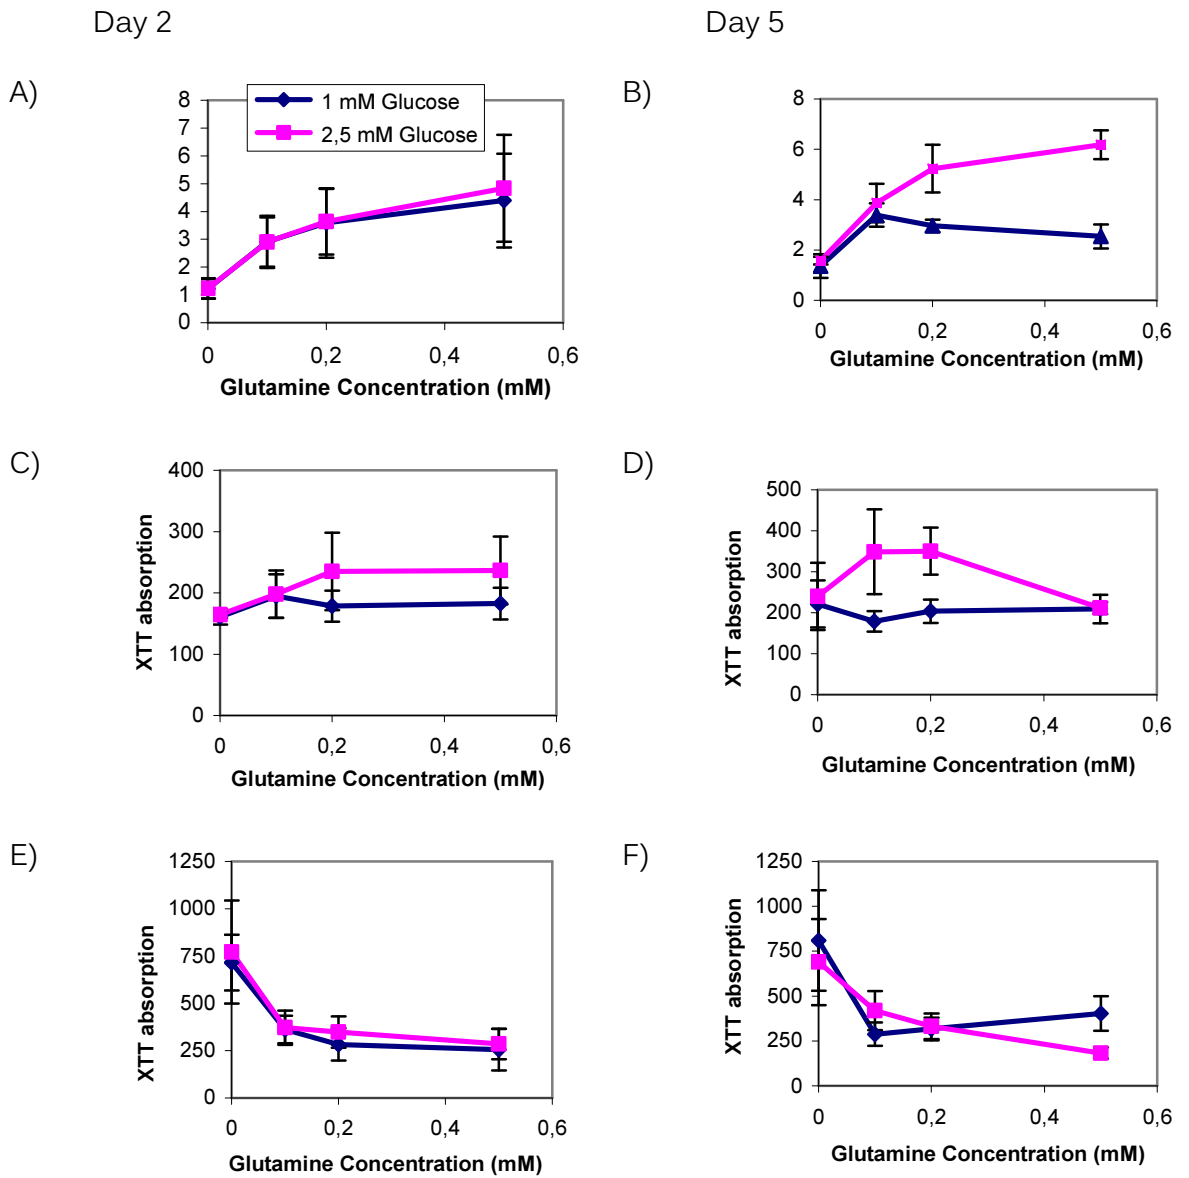 Day 2
Day 5
A)
8
7
6
5
4
3
2
1
0
1 mM Glucose
2,5 mM Glucose
0 0,2 0,4 0,6
Glutamine Concentration (mM)
B)
8
6
4
2
0
0 0,2 0,4 0,6
Glutamine Concentration (mM)
C)
400
300
200
100
0
XTT absorption
0 0,2 0,4 0,6
Glutamine Concentration (mM)
D)
500
400
300
200
100
0
XTT absorption
0 0,2 0,4 0,6
Glutamine Concentration (mM)
E)
1250
1000
750
500
250
0
XTT absorption
0 0,2 0,4 0,6
Glutamine Concentration (mM)
F)
1250
1000
750
500
250
0
XTT absorption
0 0,2 0,4 0,6
Glutamine Concentration (mM)